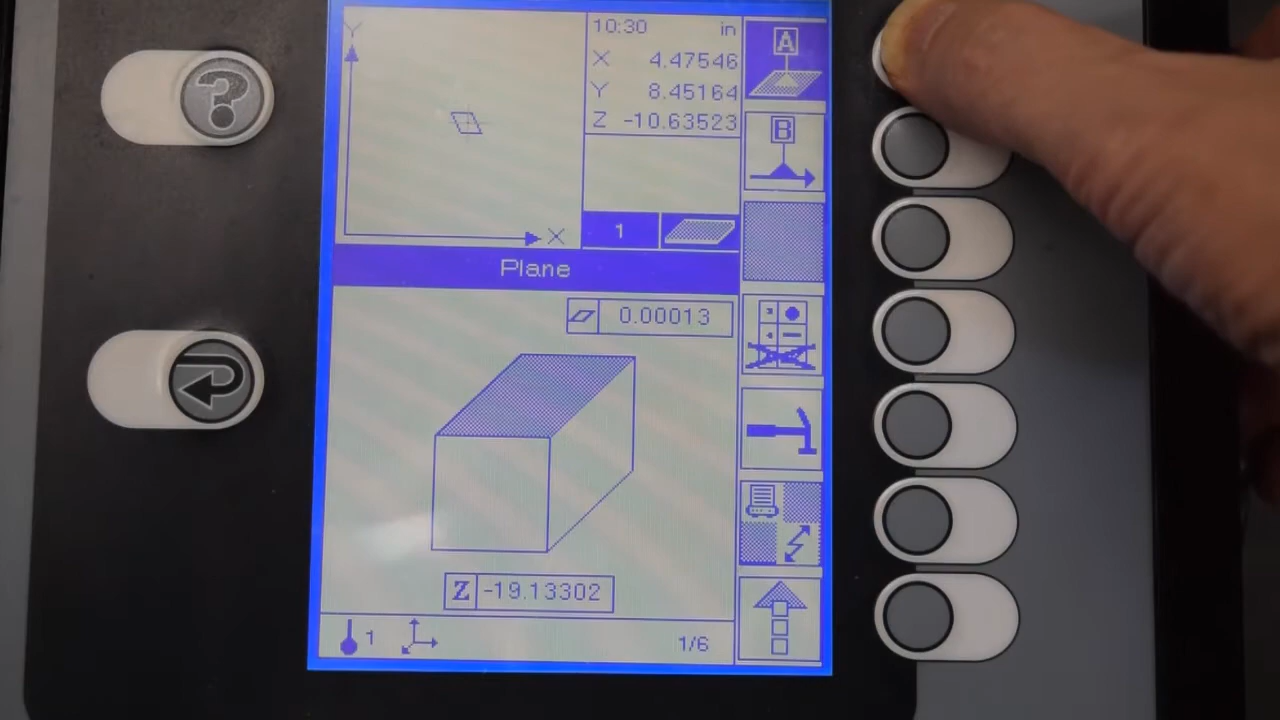 Y
10:30 in
X 4.47546
Y 8.45164
Z -10.63523
A
B
1
X
Plane
0.00013
Z -19.13302
1
1/6
?